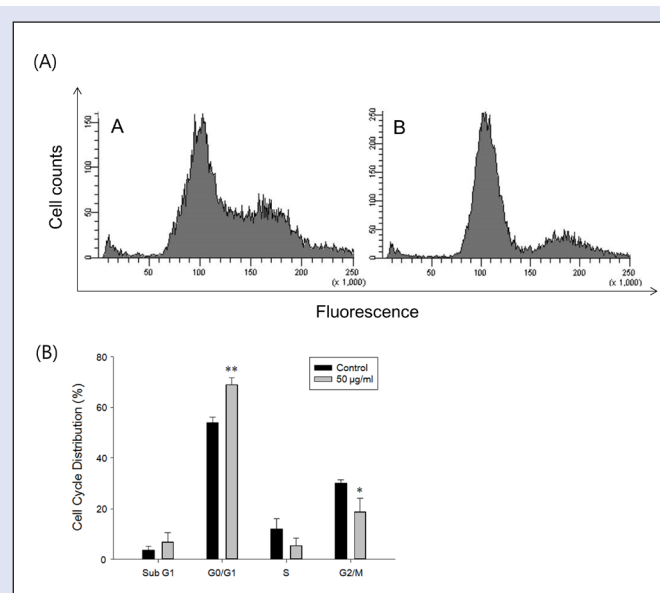 (A)
A
B
Cell counts
150
100
50
0
50 100 150 200 250
(x 1,000)
250
200
150
100
50
0
50 100 150 200 250
(x 1,000)
Fluorescence
(B)
Cell Cycle Distribution (%)
80
60
40
20
0
**
*
Control
50 µg/ml
Sub G1 G0/G1 S G2/M